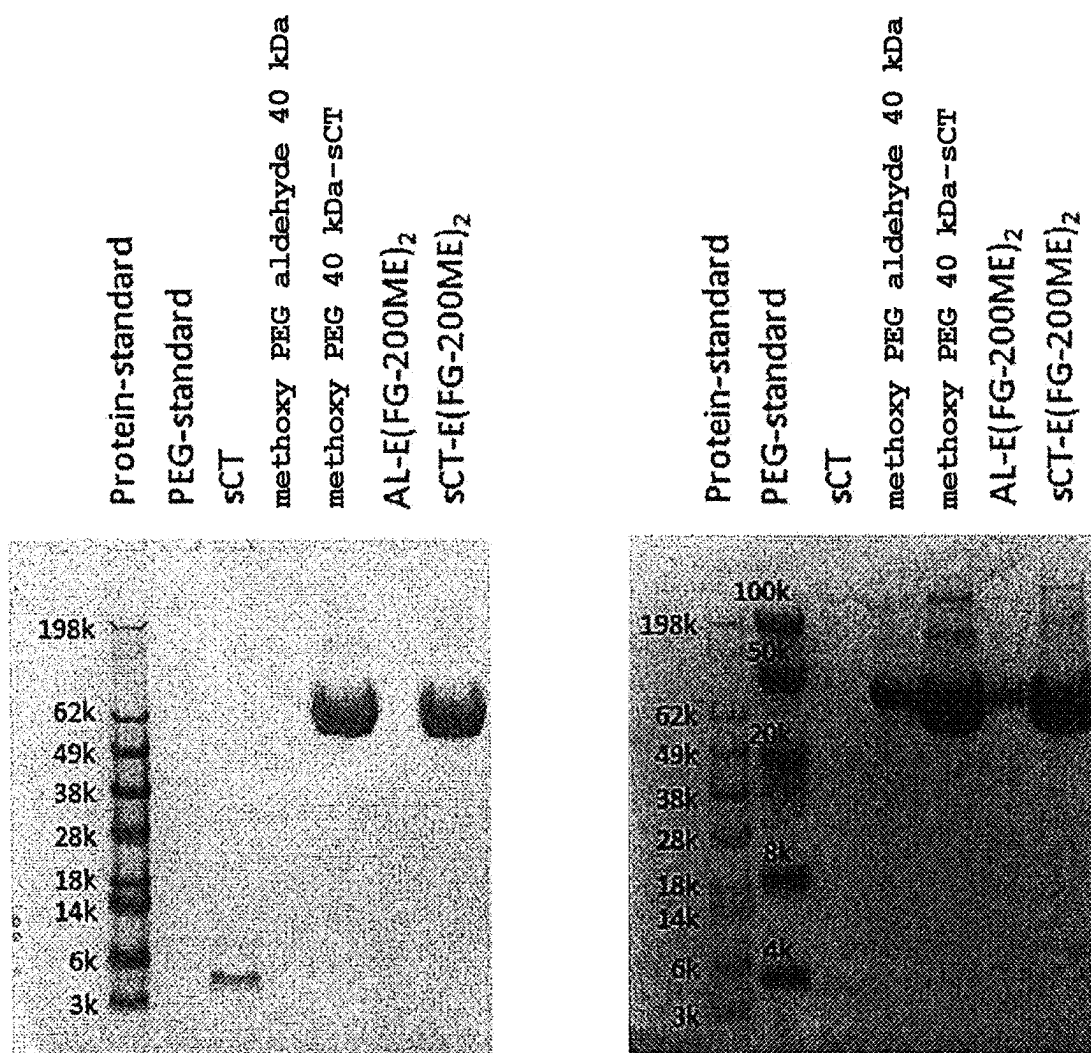 Protein-standard
PEG-standard
sCT
methoxy PEG aldehyde 40 kDa
methoxy PEG 40 kDa-sCT
AL-E(FG-200ME)₂
sCT-E(FG-200ME)₂
198k
62k
49k
38k
28k
18k
14k
6k
3k
Protein-standard
PEG-standard
sCT
methoxy PEG aldehyde 40 kDa
methoxy PEG 40 kDa-sCT
AL-E(FG-200ME)₂
sCT-E(FG-200ME)₂
100k
198k
50k
62k
20k
49k
38k
28k
8k
18k
14k
4k
6k
3k